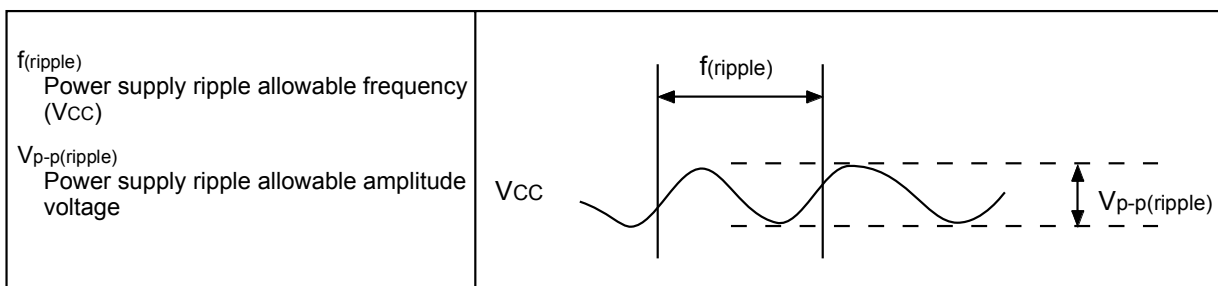 f(ripple)
Power supply ripple allowable frequency
(VCC)
Vp-p(ripple)
Power supply ripple allowable amplitude
voltage
f(ripple)
VCC
Vp-p(ripple)